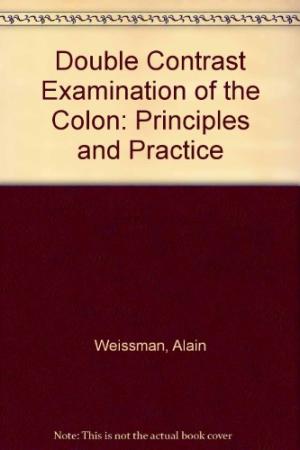 Double Contrast
Examination of the
Colon: Principles
and Practice
Weissman, Alain
Note: This is not the actual book cover